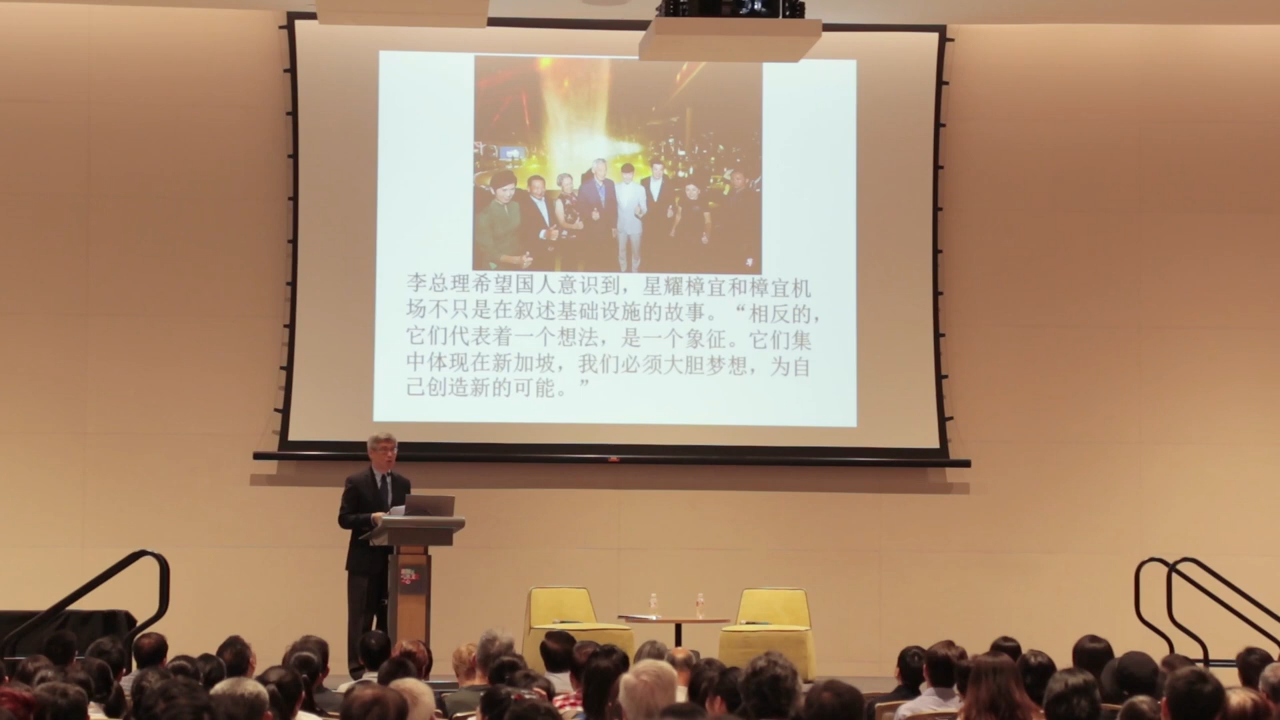 李总理希望国人意识到，星耀樟宜和樟宜机
场不只是在叙述基础设施的故事。“相反的，
它们代表着一个想法，是一个象征。它们集
中体现在新加坡，我们必须大胆梦想，为自
己创造新的可能。”